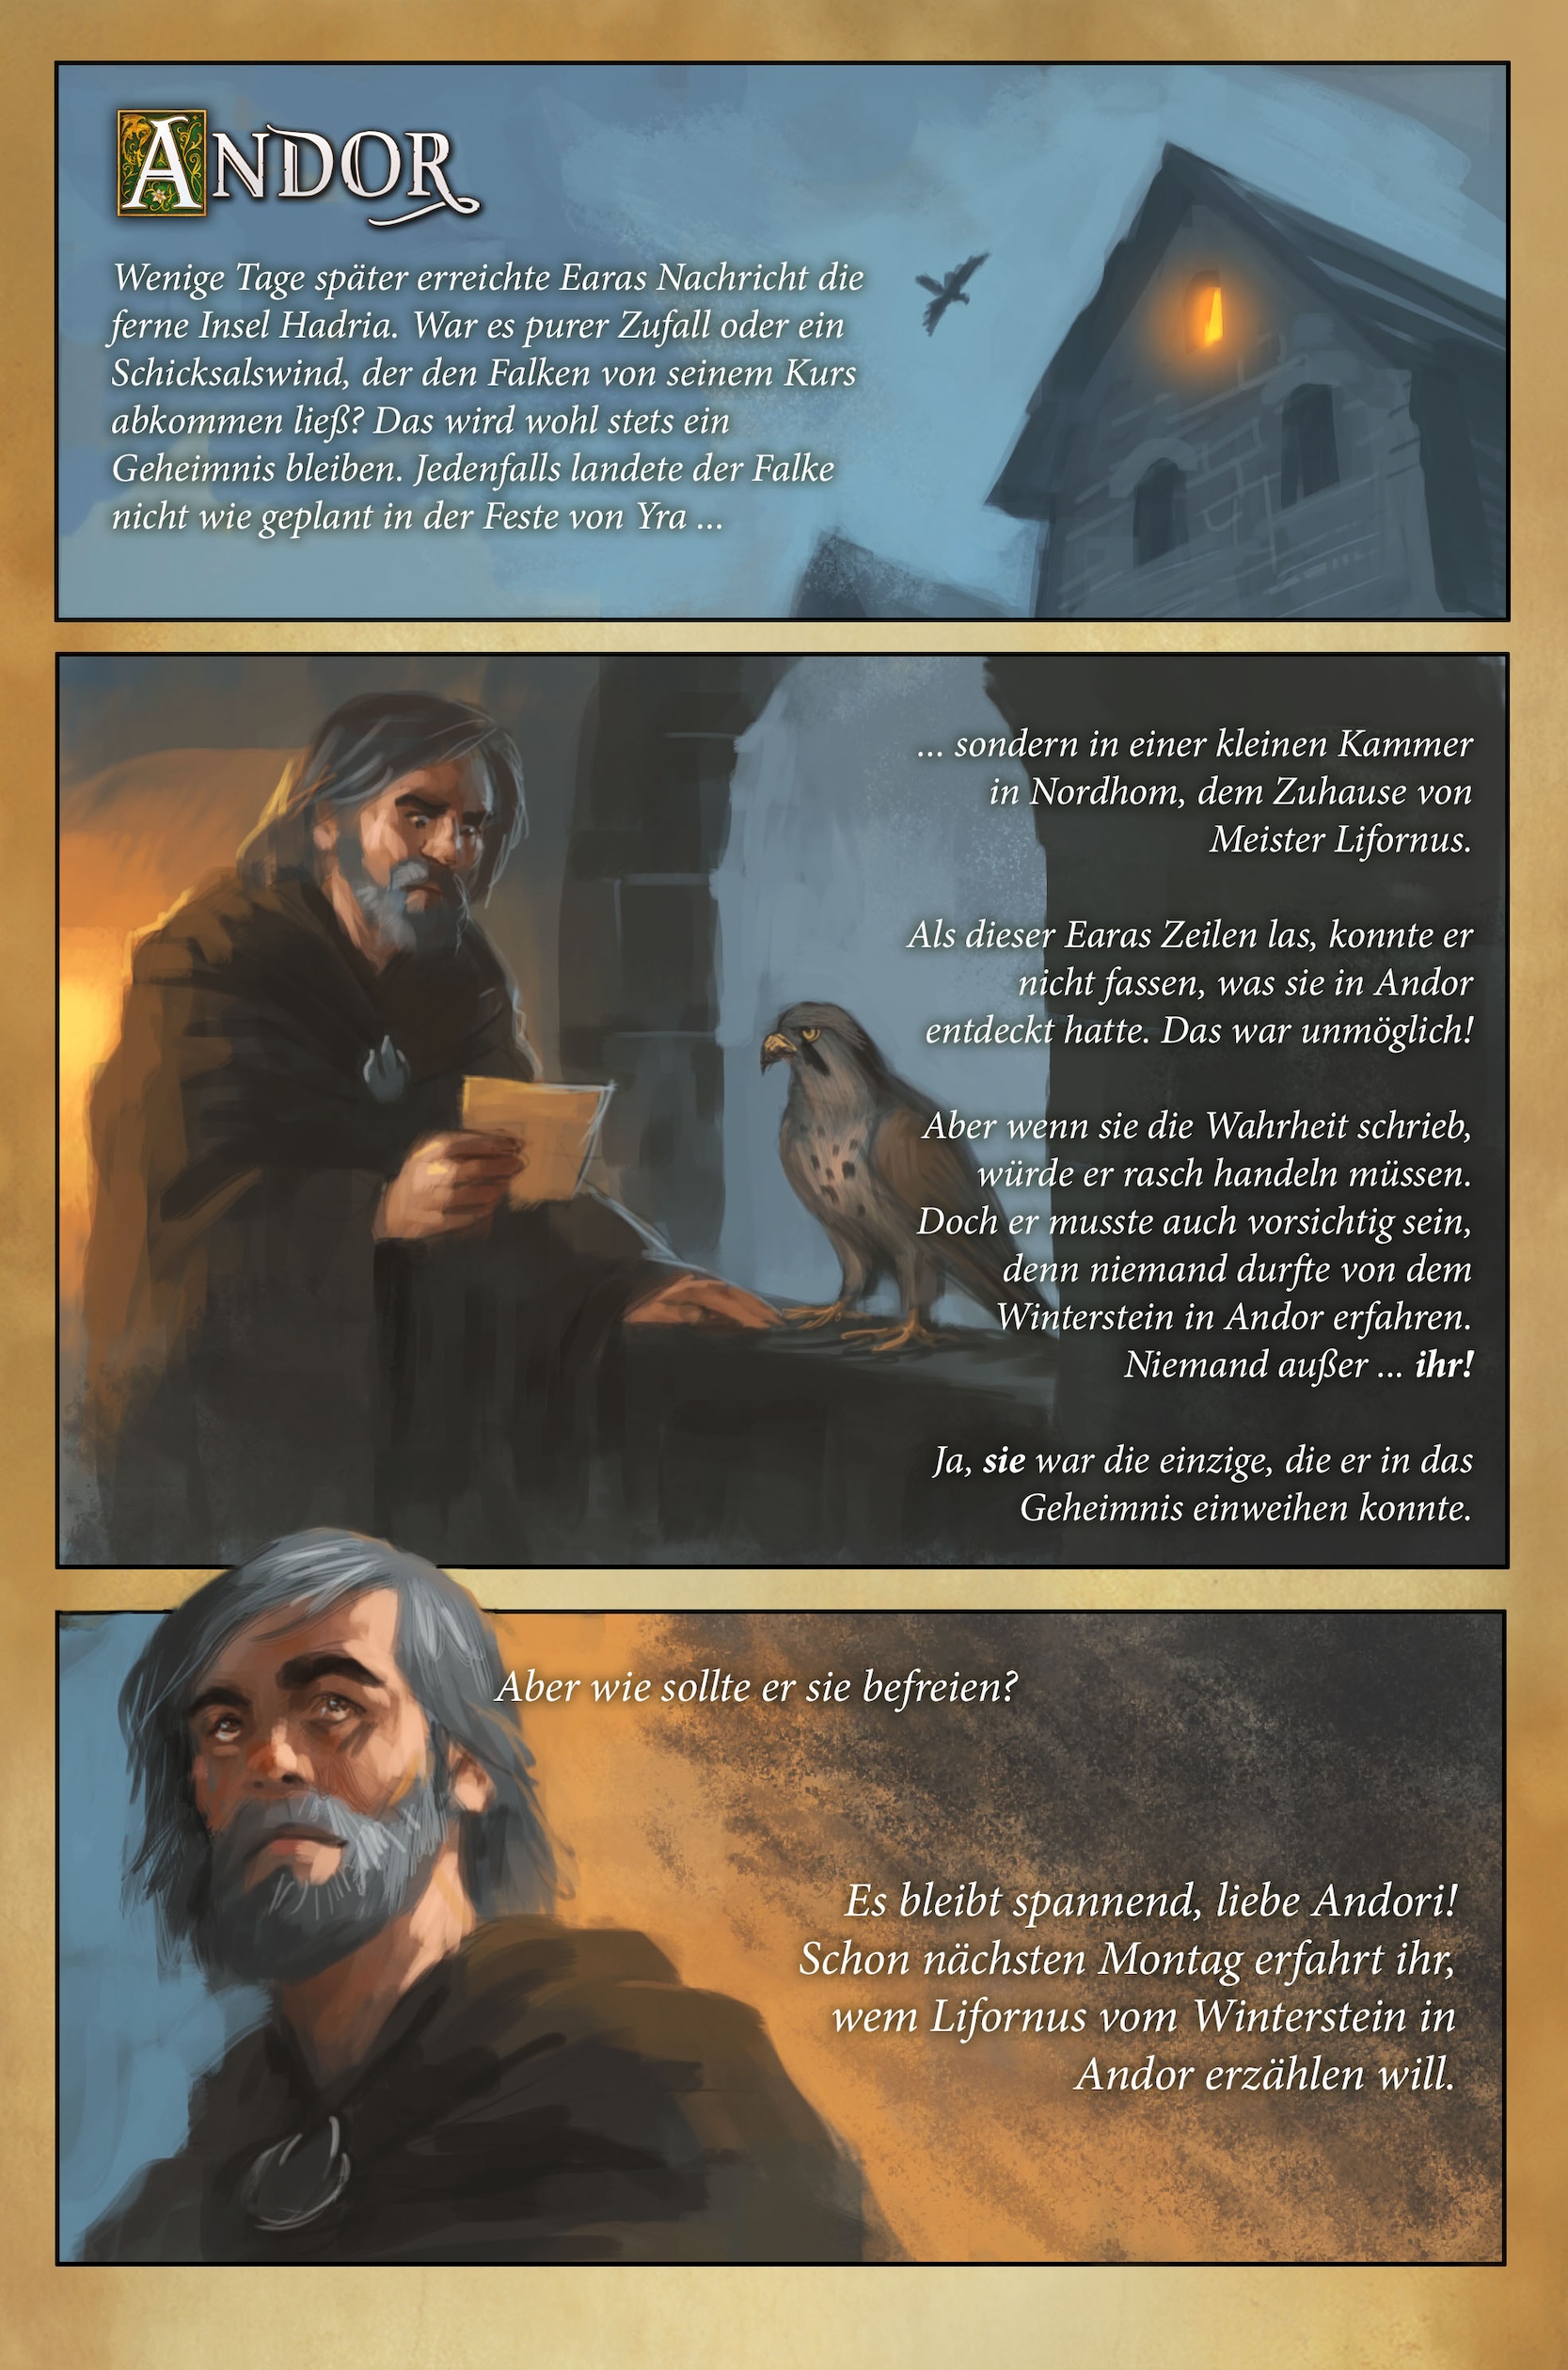 ANDOR
Wenige Tage später erreichte Earas Nachricht die
ferne Insel Hadria. War es purer Zufall oder ein
Schicksalswind, der den Falken von seinem Kurs
abkommen ließ? Das wird wohl stets ein
Geheimnis bleiben. Jedenfalls landete der Falke
nicht wie geplant in der Feste von Yra ...
... sondern in einer kleinen Kammer
in Nordhom, dem Zuhause von
Meister Lifornus.
Als dieser Earas Zeilen las, konnte er
nicht fassen, was sie in Andor
entdeckt hatte. Das war unmöglich!
Aber wenn sie die Wahrheit schrieb,
würde er rasch handeln müssen.
Doch er musste auch vorsichtig sein,
denn niemand durfte von dem
Winterstein in Andor erfahren.
Niemand außer ... ihr!
Ja, sie war die einzige, die er in das
Geheimnis einweihen konnte.
Aber wie sollte er sie befreien?
Es bleibt spannend, liebe Andori!
Schon nächsten Montag erfahrt ihr,
wem Lifornus vom Winterstein in
Andor erzählen will.